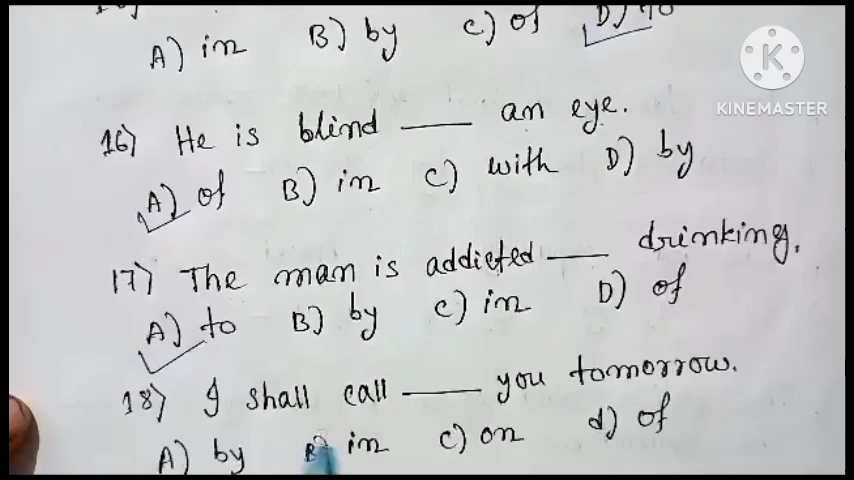 A) in B) by C) of D) to
KINEMASTER
16) He is blind ___ an eye.
A) of B) in C) with D) by
17) The man is addicted ___ drinking.
A) to B) by C) in D) of
18) I shall call ___ you tomorrow.
A) by B) in C) on d) of